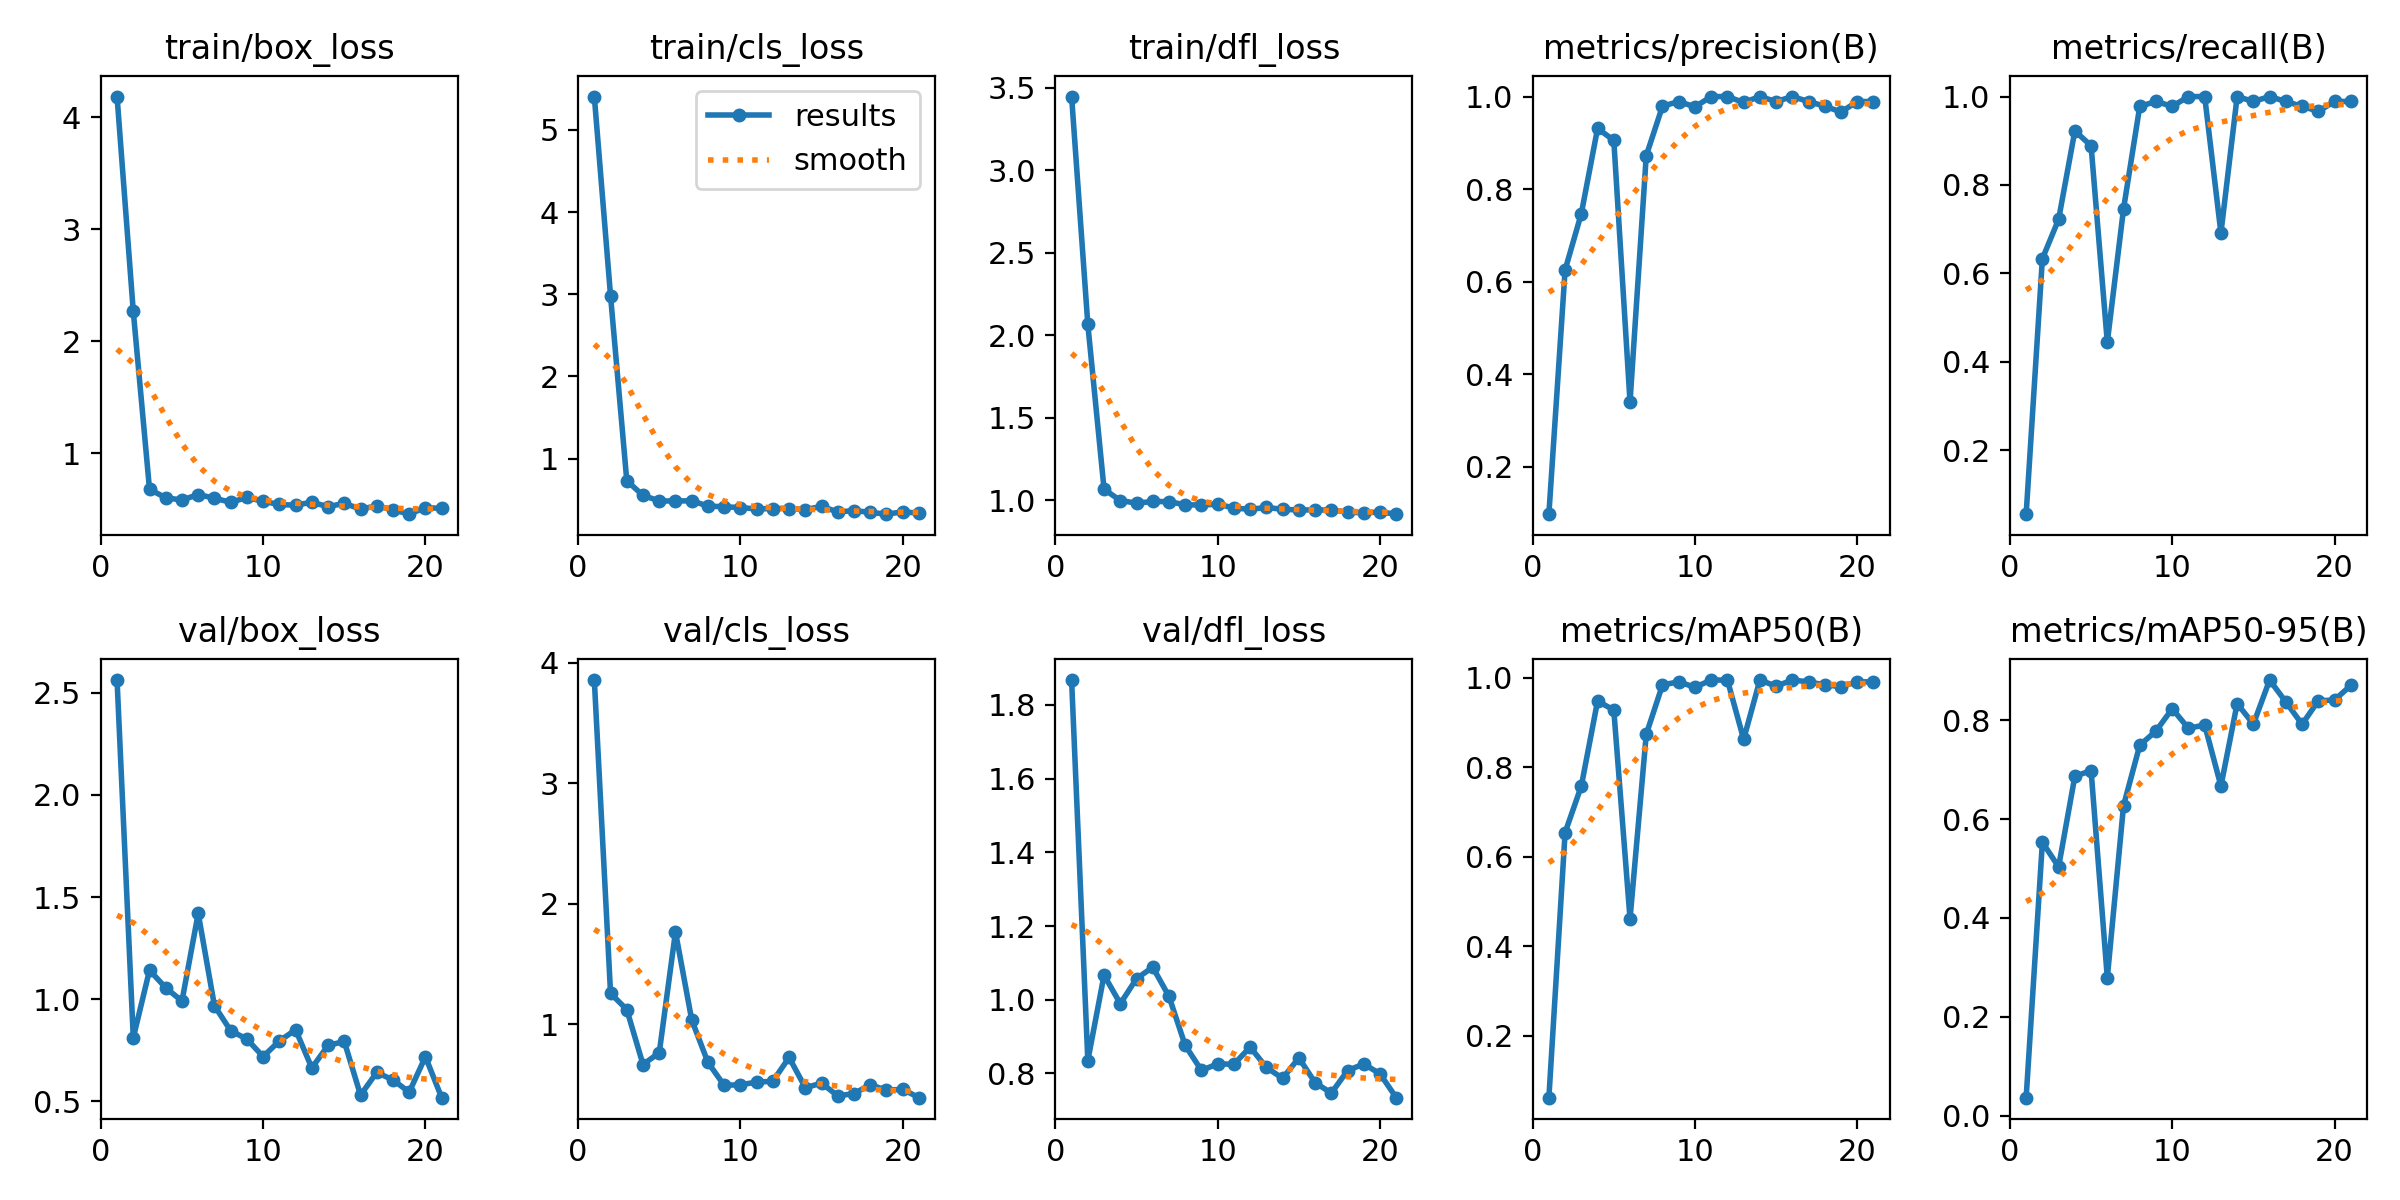 train/box_loss
4
3
2
1
0 10 20
train/cls_loss
results
smooth
5
4
3
2
1
0 10 20
train/dfl_loss
3.5
3.0
2.5
2.0
1.5
1.0
0 10 20
metrics/precision(B)
1.0
0.8
0.6
0.4
0.2
0 10 20
metrics/recall(B)
1.0
0.8
0.6
0.4
0.2
0 10 20
val/box_loss
2.5
2.0
1.5
1.0
0.5
0 10 20
val/cls_loss
4
3
2
1
0 10 20
val/dfl_loss
1.8
1.6
1.4
1.2
1.0
0.8
0 10 20
metrics/mAP50(B)
1.0
0.8
0.6
0.4
0.2
0 10 20
metrics/mAP50-95(B)
0.8
0.6
0.4
0.2
0.0
0 10 20